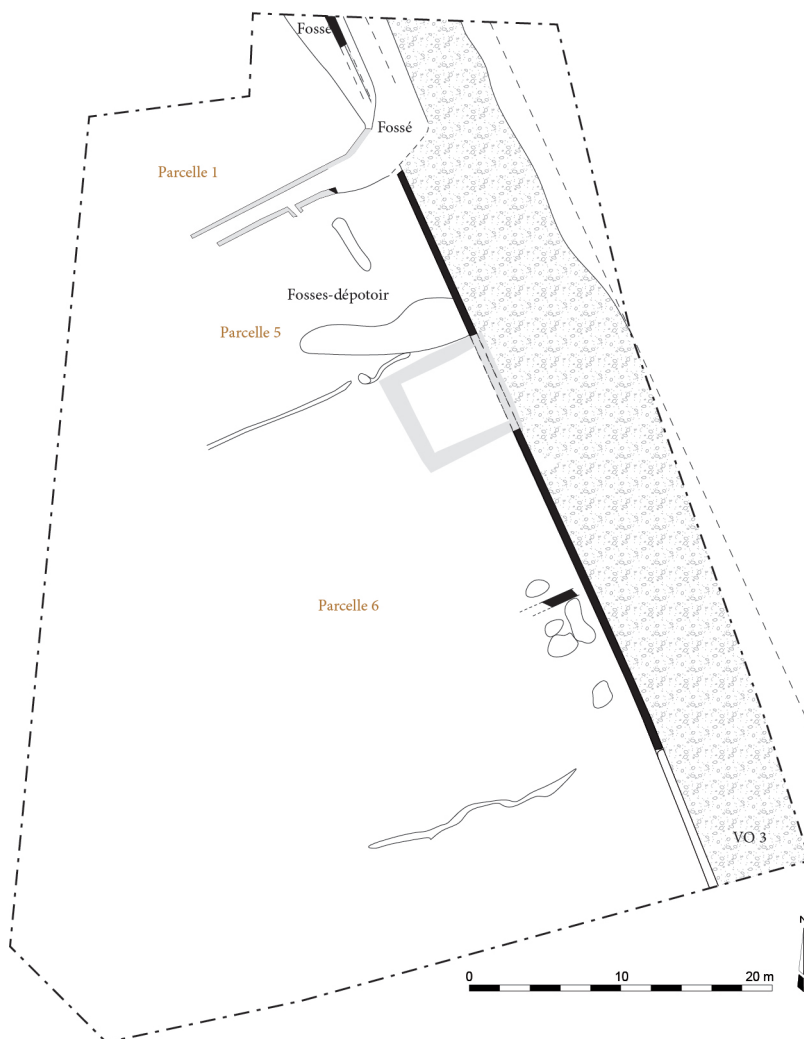 Fossé
Fossé
Parcelle 1
Fosses-dépotoir
Parcelle 5
Parcelle 6
VO 3
N
0 10 20 m